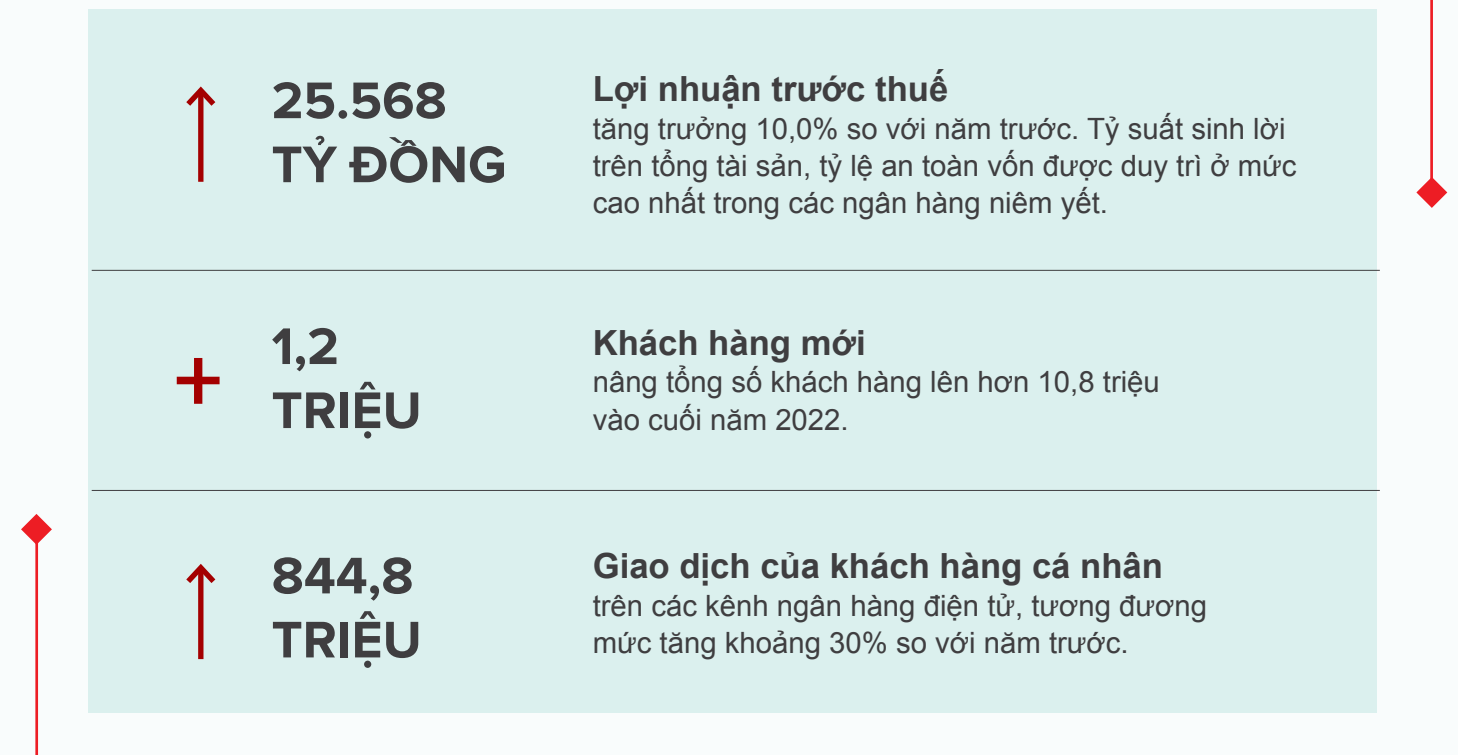 25.568
TỶ ĐỒNG
Lợi nhuận trước thuế
tăng trưởng 10,0% so với năm trước. Tỷ suất sinh lời
trên tổng tài sản, tỷ lệ an toàn vốn được duy trì ở mức
cao nhất trong các ngân hàng niêm yết.
+ 1,2
TRIỆU
Khách hàng mới
nâng tổng số khách hàng lên hơn 10,8 triệu
vào cuối năm 2022.
844,8
TRIỆU
Giao dịch của khách hàng cá nhân
trên các kênh ngân hàng điện tử, tương đương
mức tăng khoảng 30% so với năm trước.